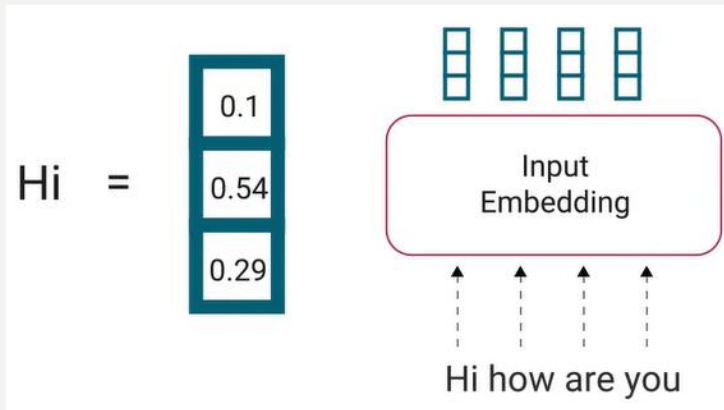 Hi =
0.1
0.54
0.29
Input
Embedding
Hi how are you